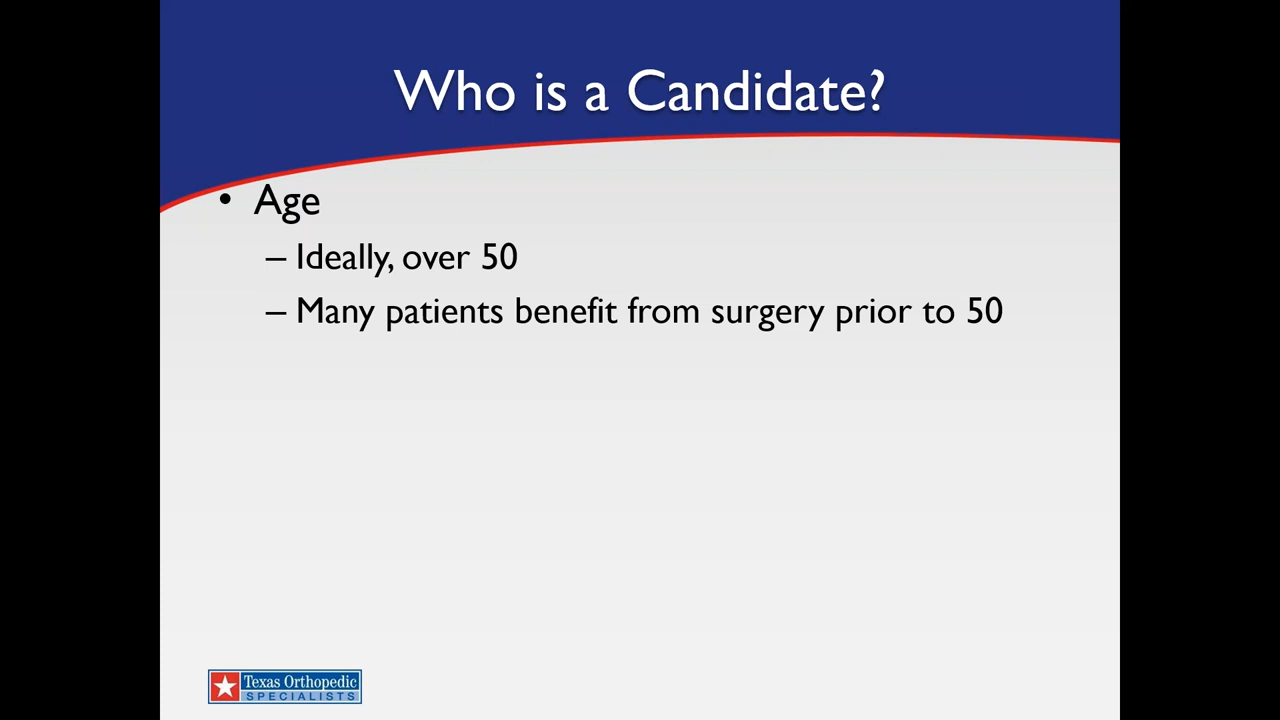 Who is a Candidate?
• Age
– Ideally, over 50
– Many patients benefit from surgery prior to 50
Texas Orthopedic
SPECIALISTS